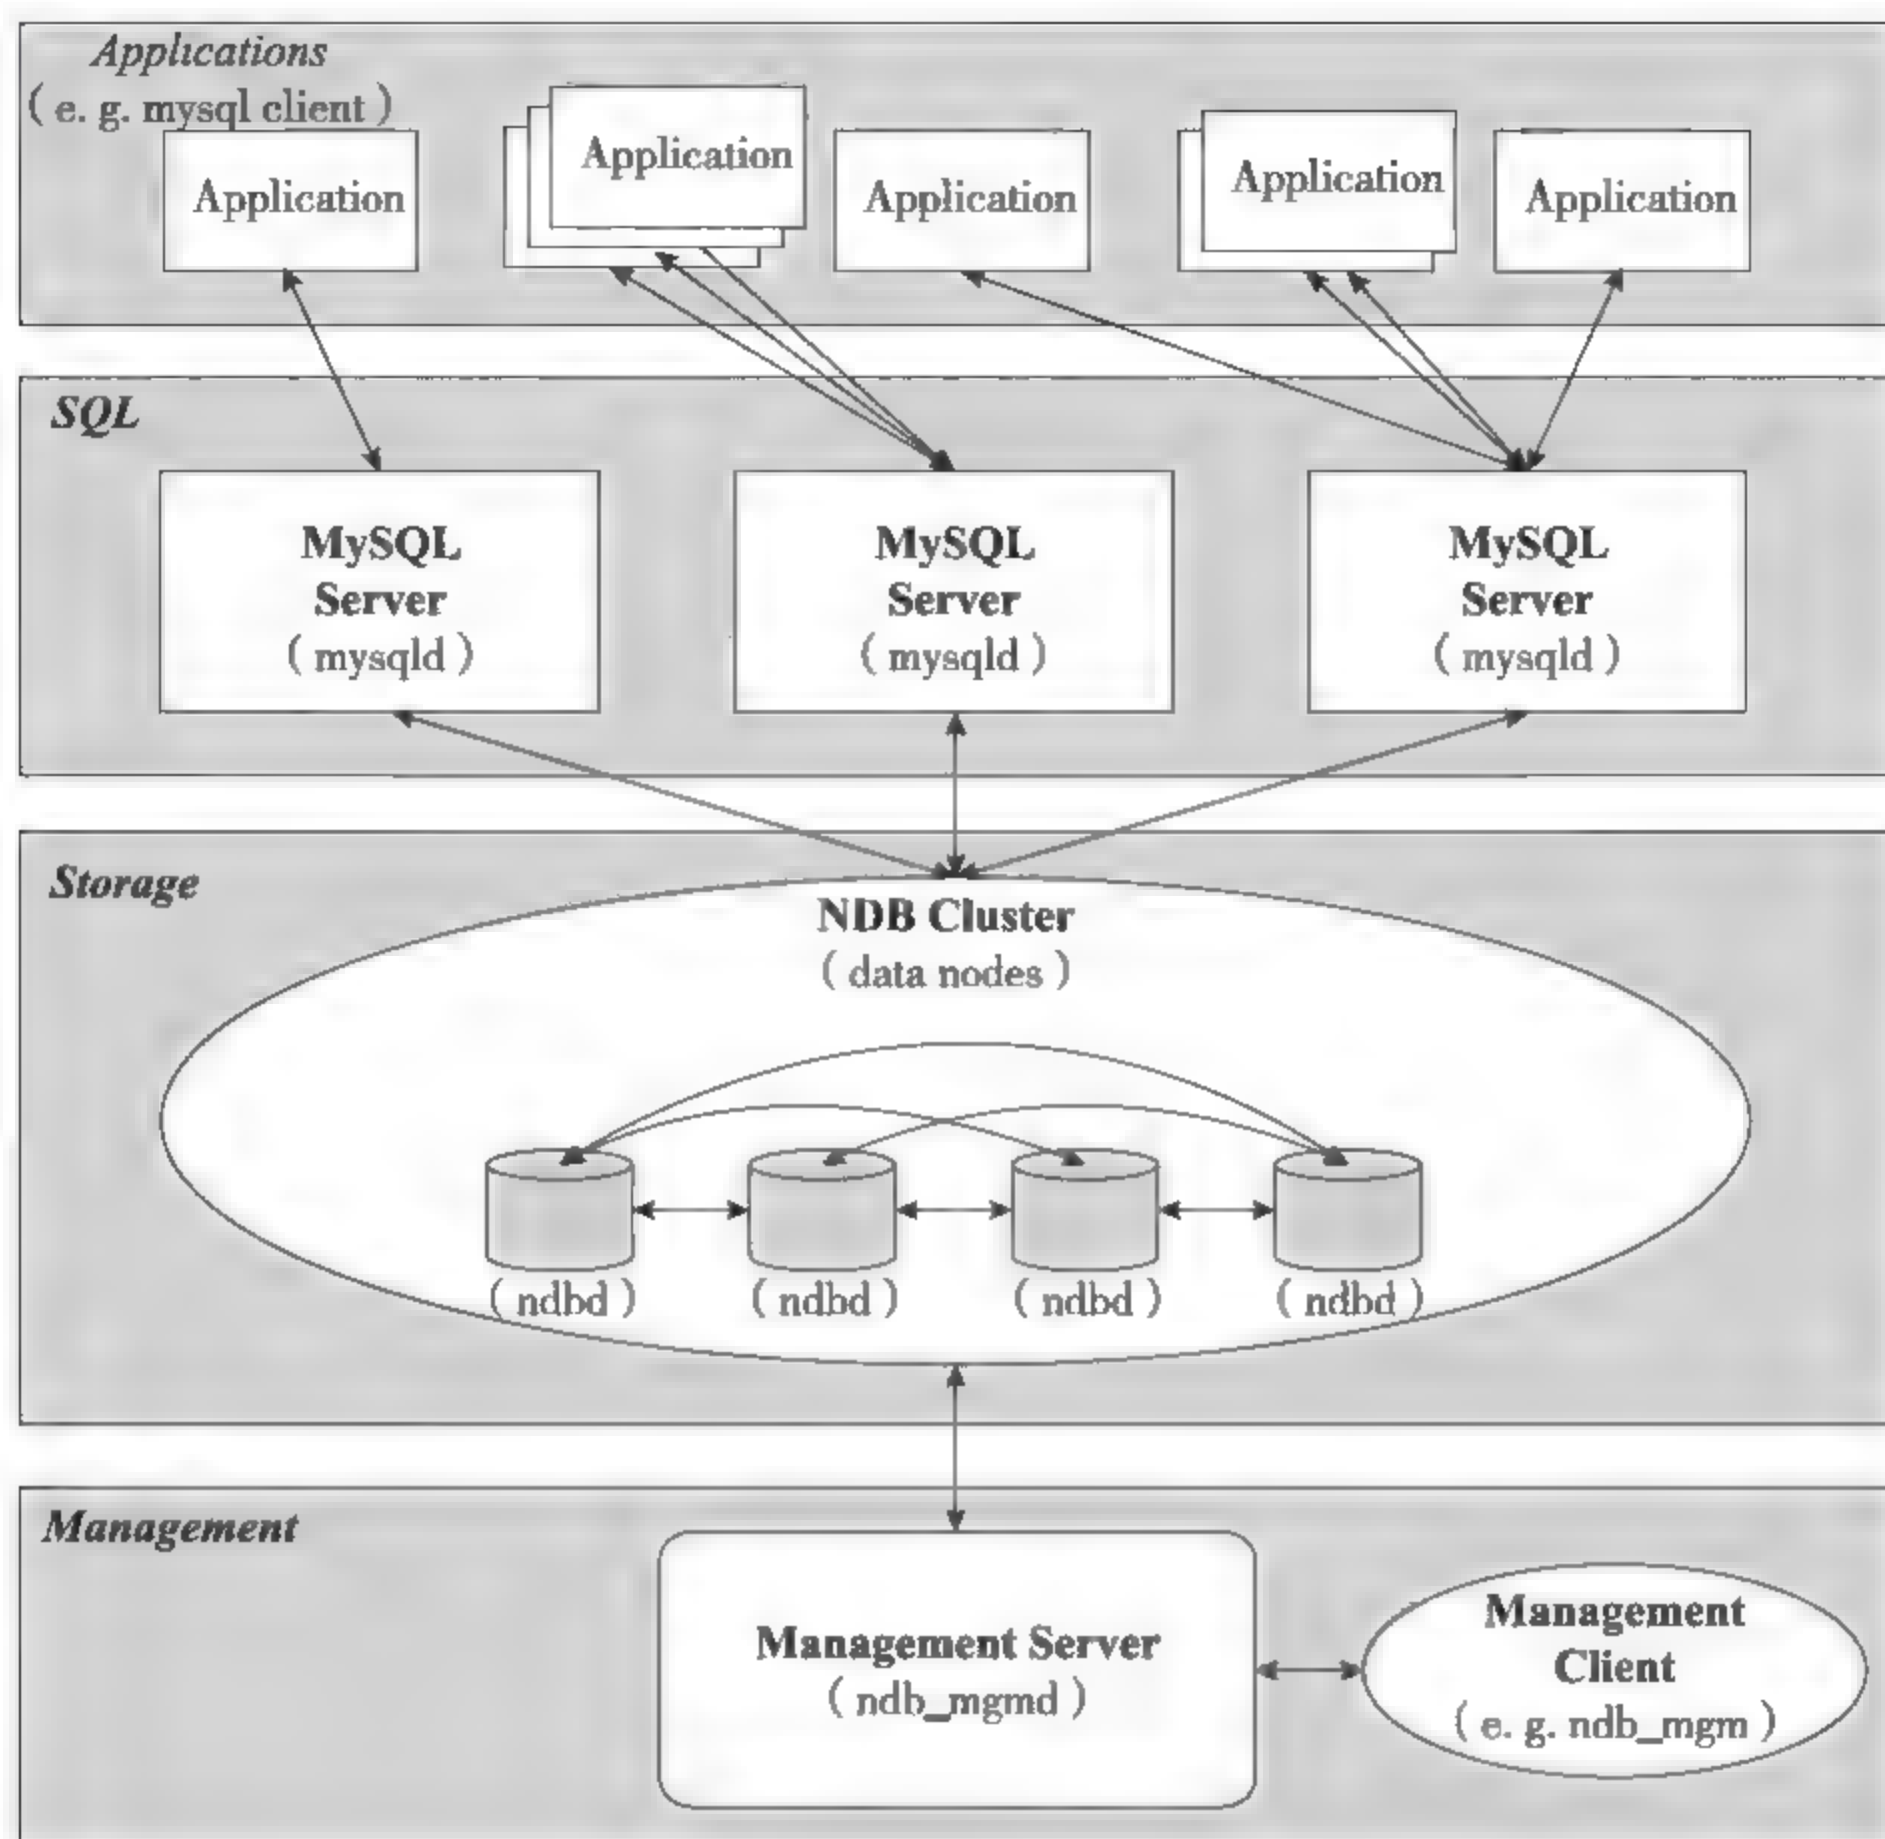 Applications
( e. g. mysql client )
Application
Application
Application
Application
Application
SQL
MySQL
Server
( mysqld )
MySQL
Server
( mysqld )
MySQL
Server
( mysqld )
Storage
NDB Cluster
( data nodes )
( ndbd )
( ndbd )
( ndbd )
( ndbd )
Management
Management Server
( ndb_mgmd )
Management
Client
( e. g. ndb_mgm )